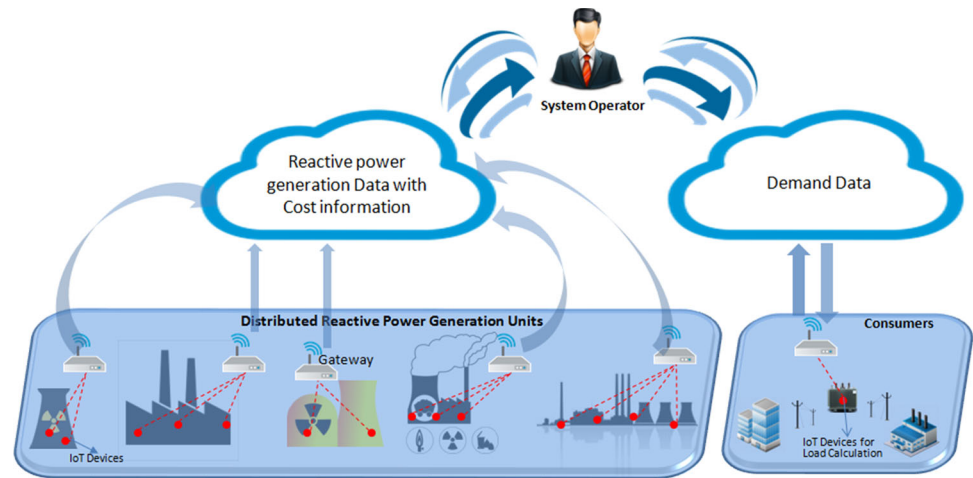 System Operator
Reactive power
generation Data with
Cost information
Demand Data
Distributed Reactive Power Generation Units
Gateway
IoT Devices
Consumers
IoT Devices for
Load Calculation